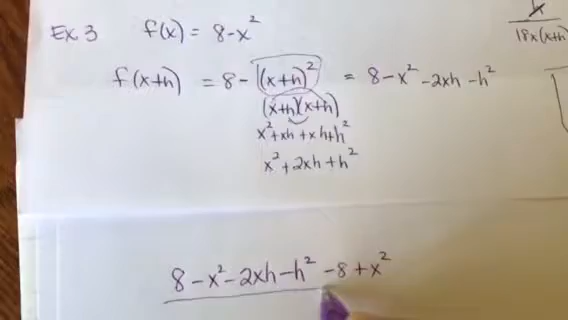 Ex. 3 f(x) = 8-x²
f(x+h) = 8-(x+h)² = 8-x²-2xh-h²
(x+h)(x+h)
x²+xh+xh+h²
x²+2xh+h²
8-x²-2xh-h²-8+x²
h
18x(x+h)